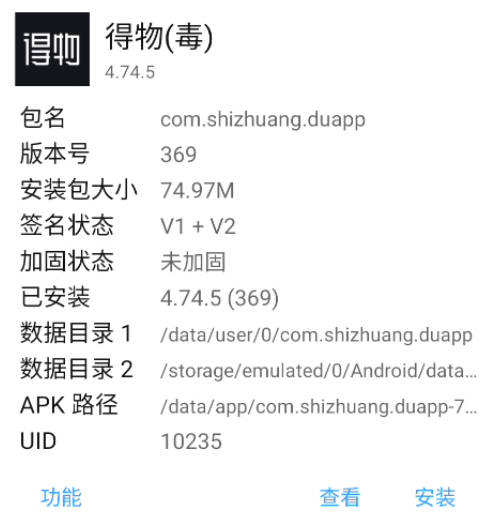 得物
得物(毒)
4.74.5
包名 com.shizhuang.duapp
版本号 369
安装包大小 74.97M
签名状态 V1 + V2
加固状态 未加固
已安装 4.74.5 (369)
数据目录 1 /data/user/0/com.shizhuang.duapp
数据目录 2 /storage/emulated/0/Android/data...
APK 路径 /data/app/com.shizhuang.duapp-7...
UID 10235
功能 查看 安装